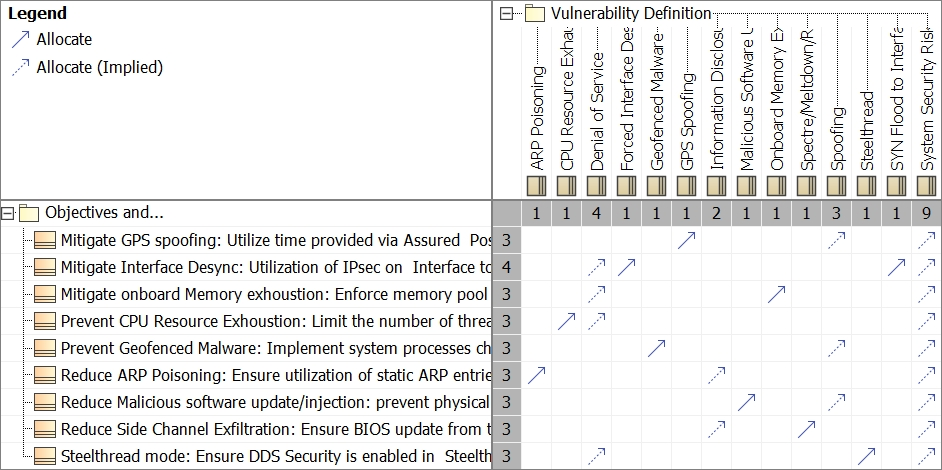 Legend
Allocate
Allocate (Implied)
Vulnerability Definition
ARP Poisoning
CPU Resource Exhau
Denial of Service
Forced Interface Des
Geofenced Malware
GPS Spoofing
Information Disclosu
Malicious Software U
Onboard Memory Ex
Spectre/Meltdown/R
Spoofing
Steelthread
SYN Flood to Interfa
System Security Risk
Objectives and...
1 1 4 1 1 1 2 1 1 1 3 1 1 9
Mitigate GPS spoofing: Utilize time provided via Assured Pos
3
Mitigate Interface Desync: Utilization of IPsec on Interface to
4
Mitigate onboard Memory exhoustion: Enforce memory pool
3
Prevent CPU Resource Exhoustion: Limit the number of threa
3
Prevent Geofenced Malware: Implement system processes ch
3
Reduce ARP Poisoning: Ensure utilization of static ARP entrie
3
Reduce Malicious software update/injection: prevent physical
3
Reduce Side Channel Exfiltration: Ensure BIOS update from t
3
Steelthread mode: Ensure DDS Security is enabled in Steelth
3